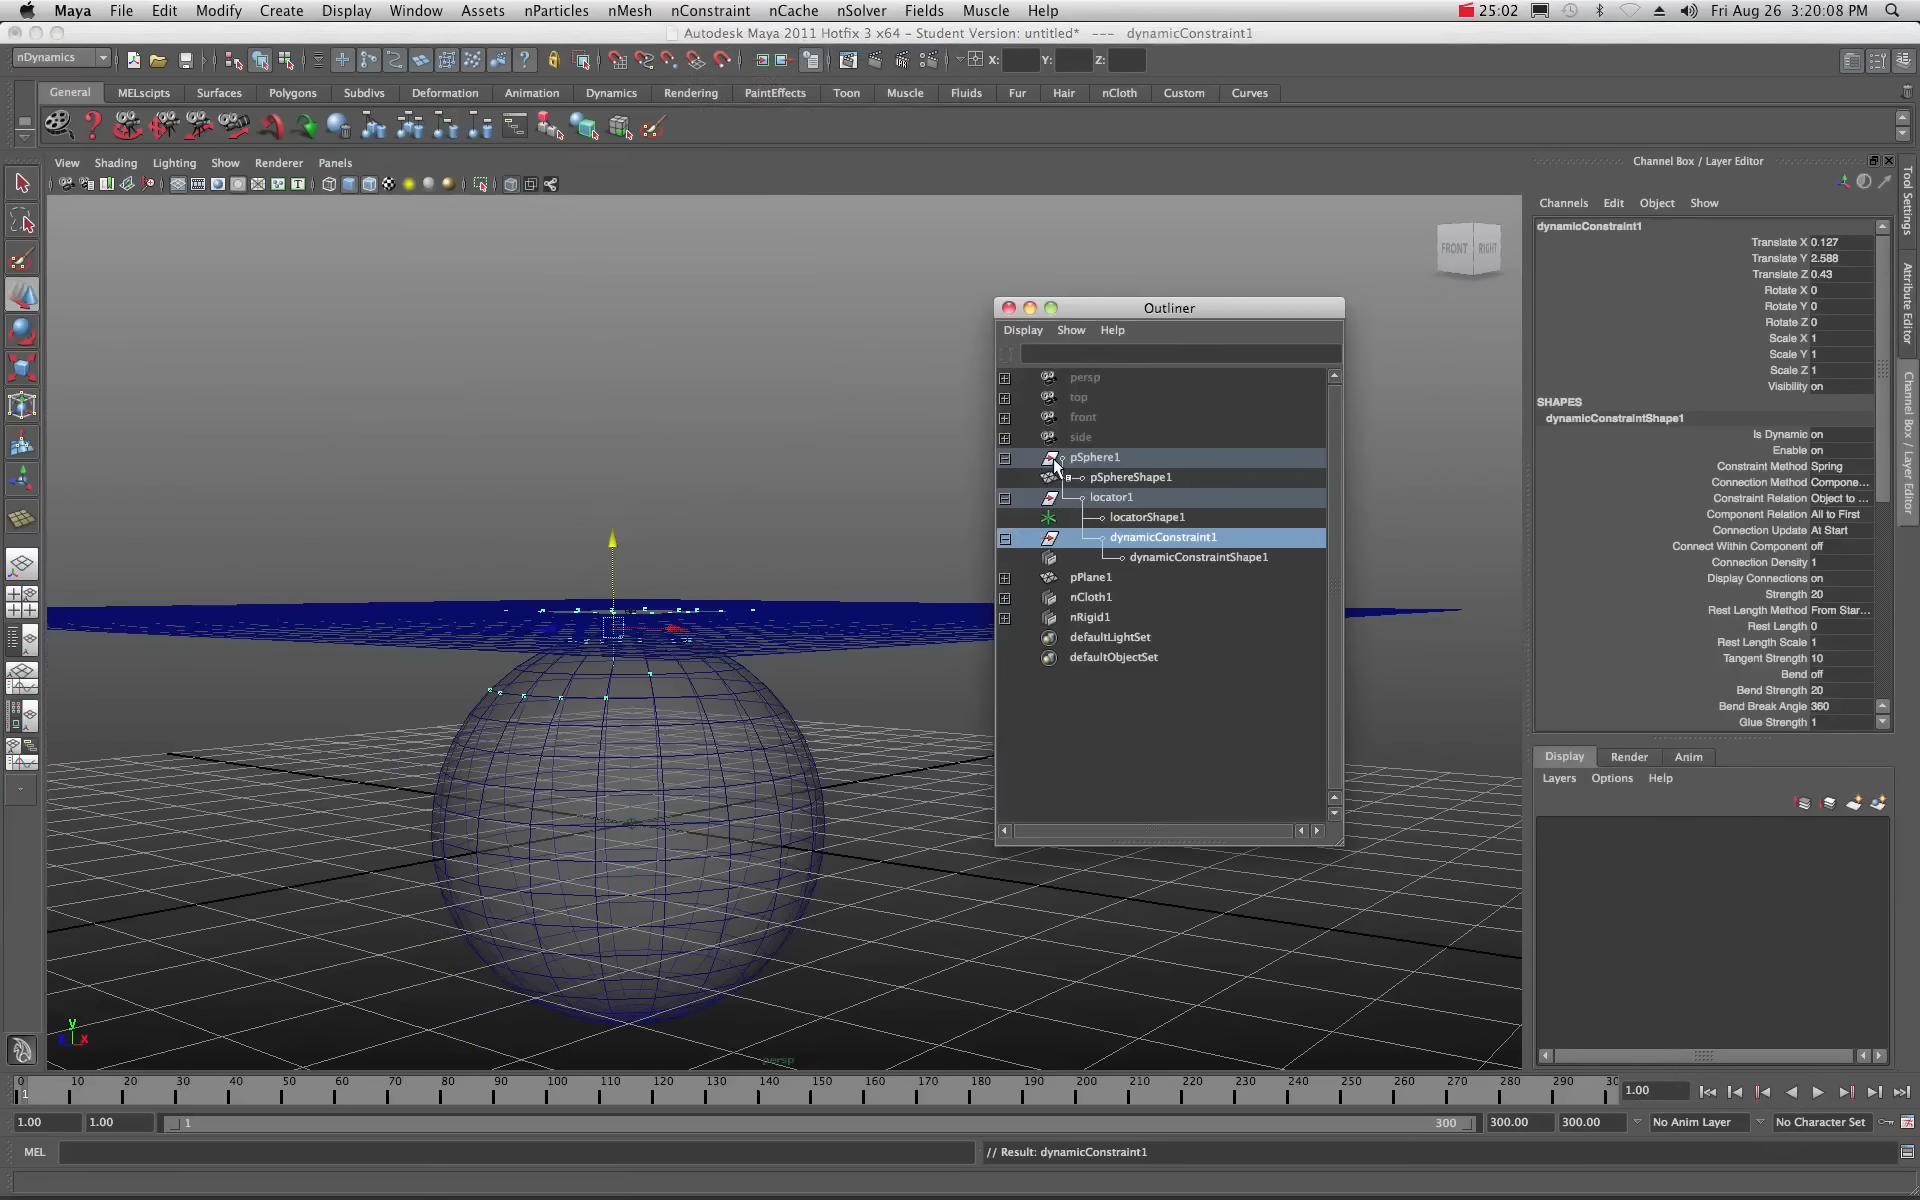 Maya File Edit Modify Create Display Window Assets nParticles nMesh nConstraint nCache nSolver Fields Muscle Help 25:02 Fri Aug 26 3:20:08 PM
Autodesk Maya 2011 Hotfix 3 x64 – Student Version: untitled* --- dynamicConstraint1
nDynamics X: Y: Z:
General MELscipts Surfaces Polygons Subdivs Deformation Animation Dynamics Rendering PaintEffects Toon Muscle Fluids Fur Hair nCloth Custom Curves
View Shading Lighting Show Renderer Panels
Channel Box / Layer Editor
Channels Edit Object Show
dynamicConstraint1
Translate X 0.127
Translate Y 2.588
Translate Z 0.43
Rotate X 0
Rotate Y 0
Rotate Z 0
Scale X 1
Scale Y 1
Scale Z 1
Visibility on
SHAPES
dynamicConstraintShape1
Is Dynamic on
Enable on
Constraint Method Spring
Connection Method Compone...
Constraint Relation Object to ...
Component Relation All to First
Connection Update At Start
Connect Within Component off
Connection Density 1
Display Connections on
Strength 20
Rest Length Method From Star...
Rest Length 0
Rest Length Scale 1
Tangent Strength 10
Bend off
Bend Strength 20
Bend Break Angle 360
Glue Strength 1
Tool Settings
Attribute Editor
Channel Box / Layer Editor
FRONT RIGHT
Outliner
Display Show Help
persp
top
front
side
pSphere1
pSphereShape1
locator1
locatorShape1
dynamicConstraint1
dynamicConstraintShape1
pPlane1
nCloth1
nRigid1
defaultLightSet
defaultObjectSet
Display Render Anim
Layers Options Help
y
z x
persp
0 10 20 30 40 50 60 70 80 90 100 110 120 130 140 150 160 170 180 190 200 210 220 230 240 250 260 270 280 290 30
1 1.00
1.00 1.00 1 300 300.00 300.00 No Anim Layer No Character Set
MEL // Result: dynamicConstraint1